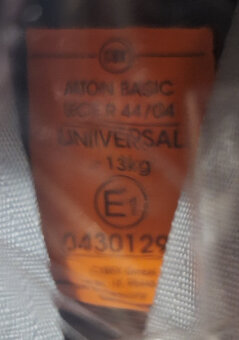 ATON BASIC
ECE R 44/04
UNIVERSAL
- 13kg
E1
0430129